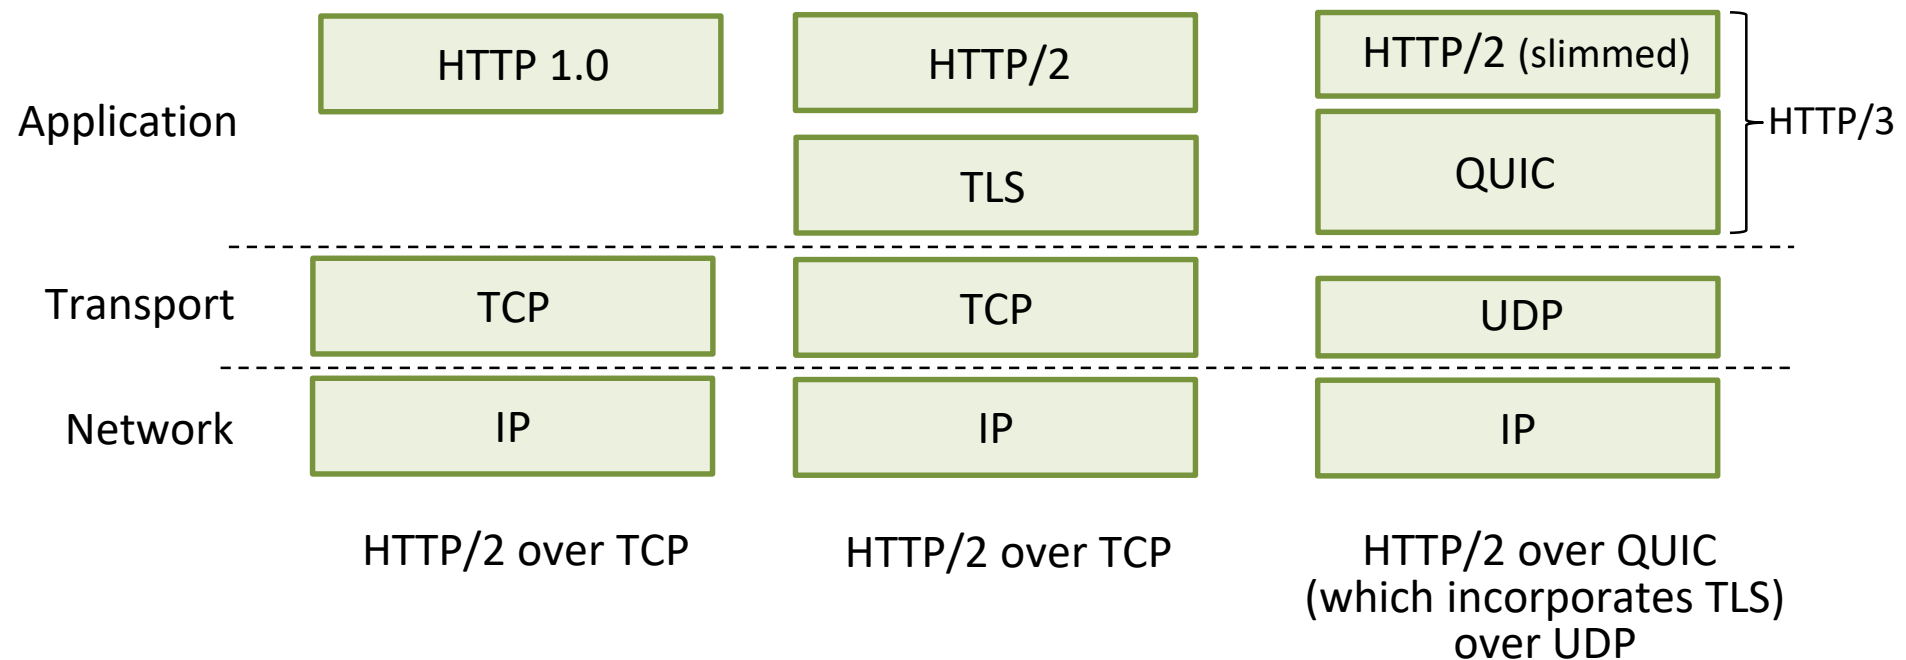 HTTP 1.0
HTTP/2
HTTP/2 (slimmed)
Application
HTTP/3
TLS
QUIC
Transport
TCP
TCP
UDP
Network
IP
IP
IP
HTTP/2 over TCP
HTTP/2 over TCP
HTTP/2 over QUIC
(which incorporates TLS)
over UDP